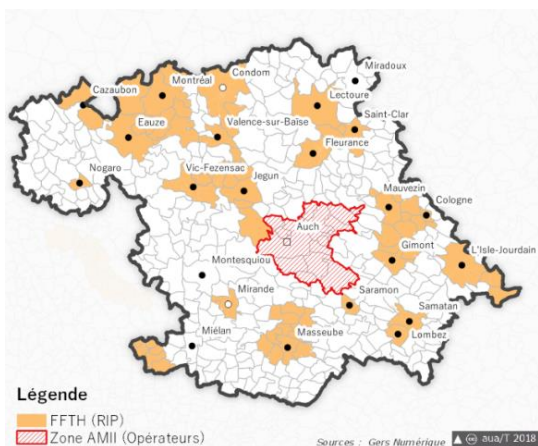 Miradoux
Condom
Montréal
Cazaubon
Lectoure
Saint-Clar
Eauze
Valence-sur-Baïse
Fleurance
Nogaro
Vic-Fezensac
Jegun
Mauvezin
Cologne
Auch
Gimont
L'Isle-Jourdain
Montesquiou
Mirande
Saramon
Samatan
Miélan
Masseube
Lombez
Légende
FFTH (RIP)
Zone AMII (Opérateurs)
Sources : Gers Numérique
aua/T 2018